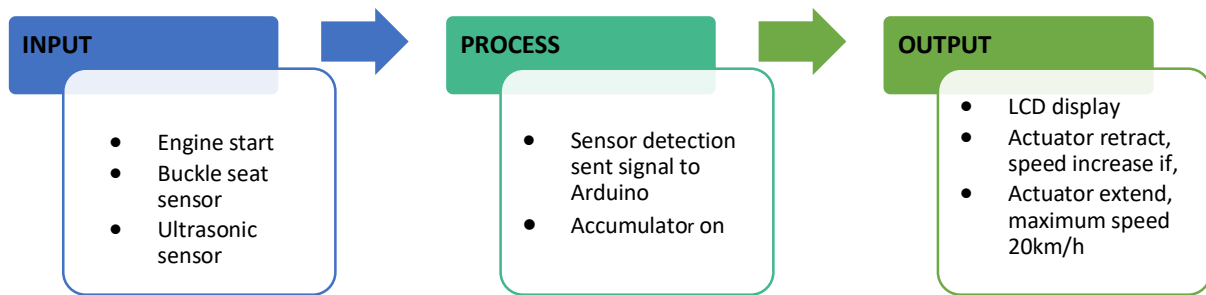 INPUT
• Engine start
• Buckle seat
sensor
• Ultrasonic
sensor
PROCESS
• Sensor detection
sent signal to
Arduino
• Accumulator on
OUTPUT
• LCD display
• Actuator retract,
speed increase if,
• Actuator extend,
maximum speed
20km/h